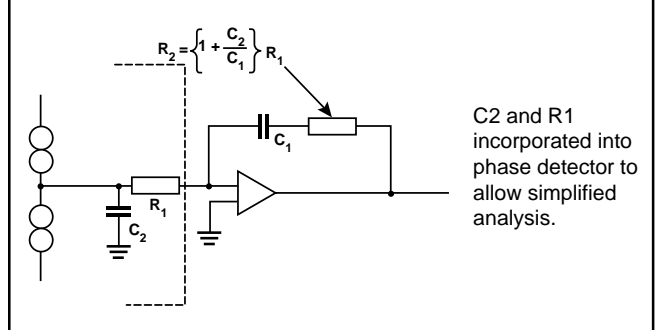 R2 = {1 + C2/C1} R1
C1
R1
C2
C2 and R1
incorporated into
phase detector to
allow simplified
analysis.